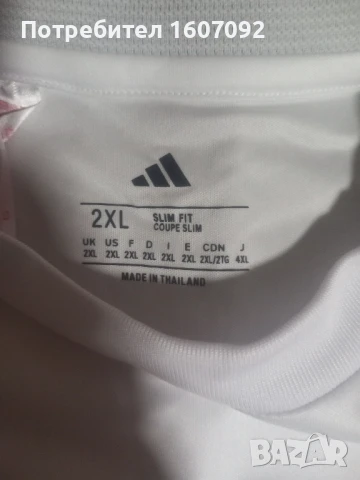 Потребител 1607092
2XL
SLIM FIT
COUPE SLIM
UK US F D I E CDN J
2XL 2XL 2XL 2XL 2XL 2XL 2XL/2TG 4XL
MADE IN THAILAND
BAZAR